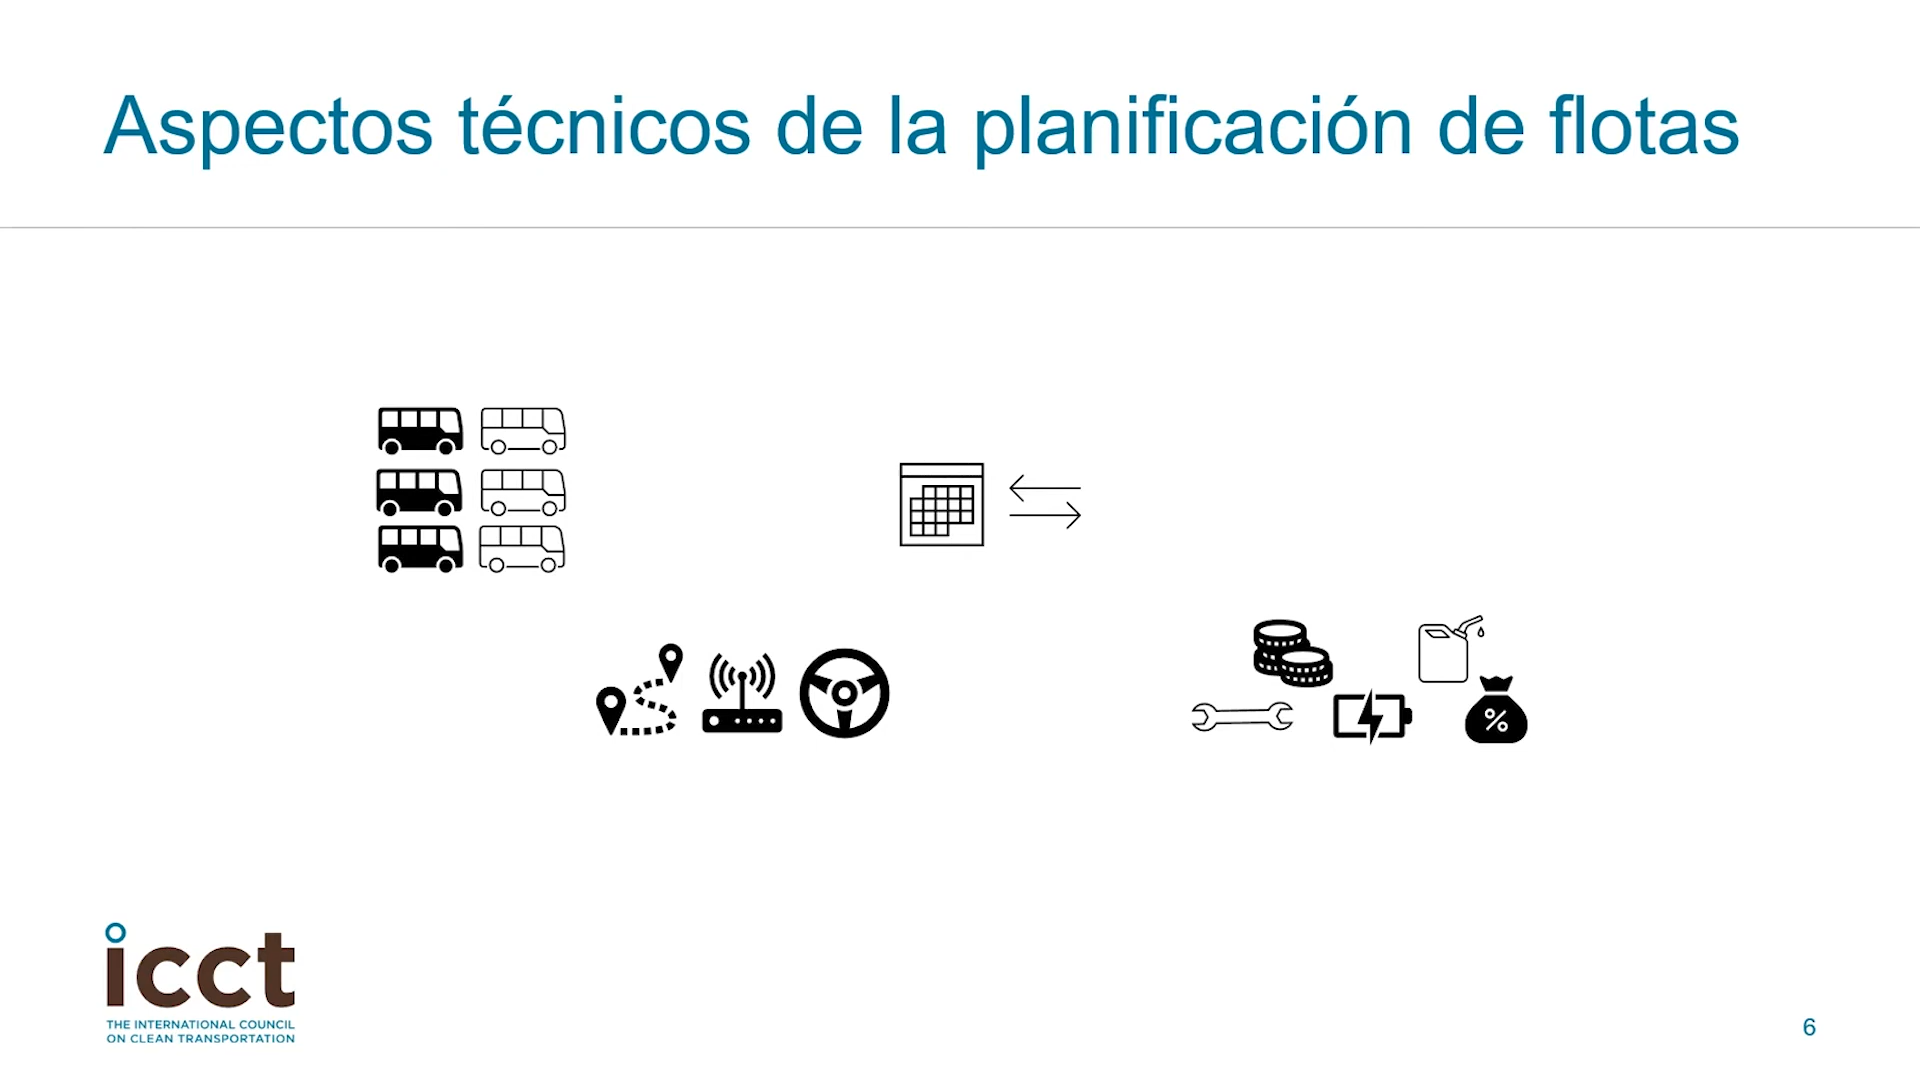 Aspectos técnicos de la planificación de flotas
%
icct
THE INTERNATIONAL COUNCIL
ON CLEAN TRANSPORTATION
6